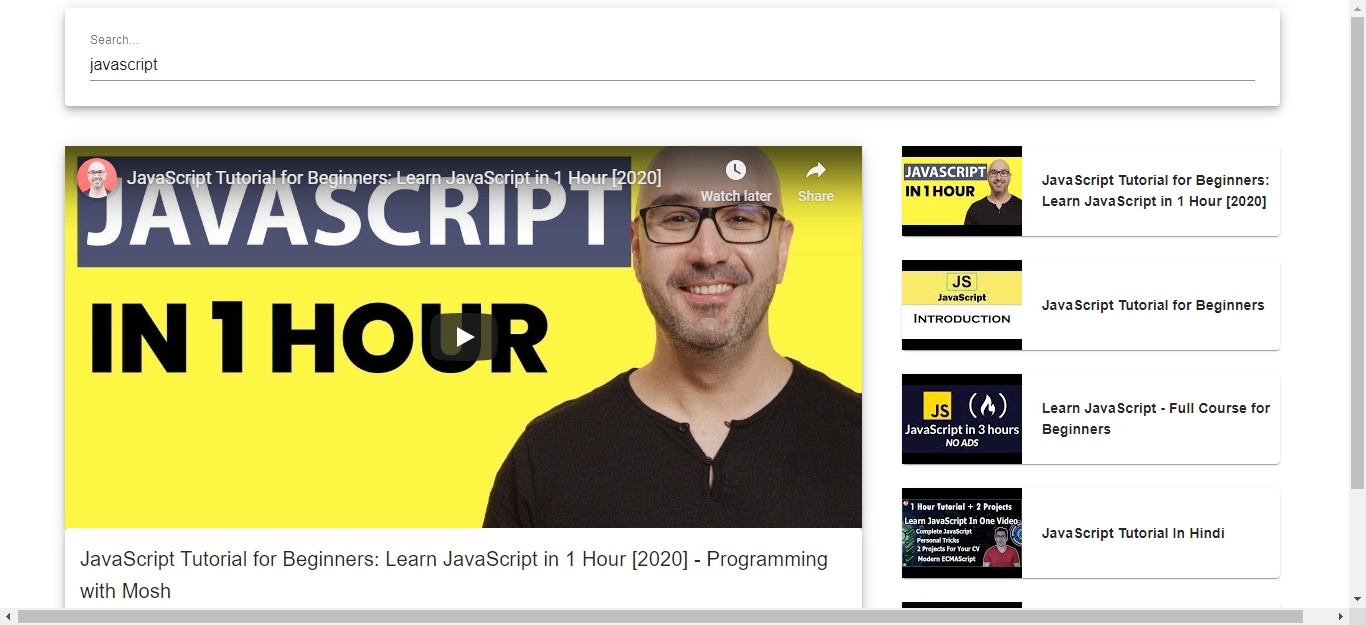 Search...
javascript
JavaScript Tutorial for Beginners: Learn JavaScript in 1 Hour [2020]
Watch later
Share
JAVASCRIPT
IN 1 HOUR
JavaScript Tutorial for Beginners: Learn JavaScript in 1 Hour [2020] - Programming
with Mosh
JAVASCRIPT
IN 1 HOUR
JavaScript Tutorial for Beginners:
Learn JavaScript in 1 Hour [2020]
JS
JavaScript
INTRODUCTION
JavaScript Tutorial for Beginners
JS
JavaScript in 3 hours
NO ADS
Learn JavaScript - Full Course for
Beginners
1 Hour Tutorial + 2 Projects
Learn JavaScript In One Video
Complete JavaScript
Personal Tricks
2 Projects For Your CV
Modern ECMAScript
JavaScript Tutorial In Hindi